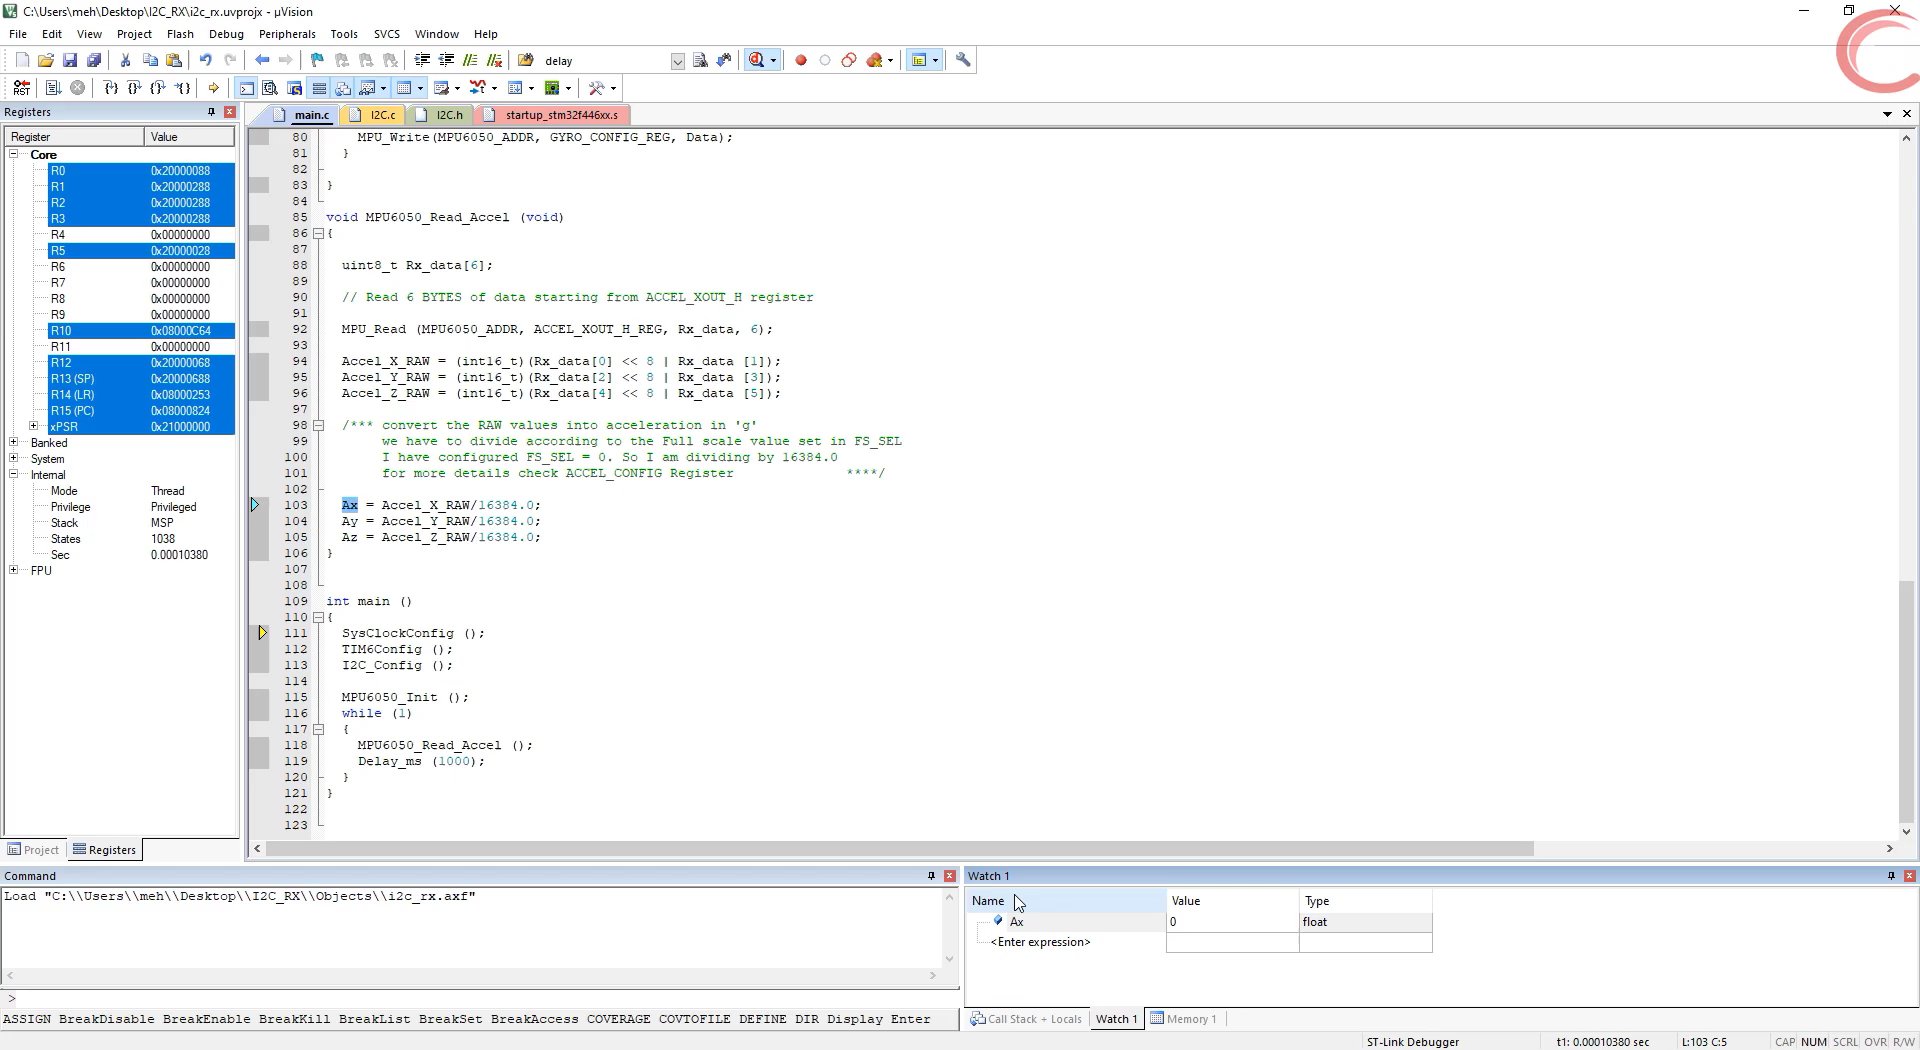 C:\Users\meh\Desktop\I2C_RX\i2c_rx.uvprojx - µVision
File Edit View Project Flash Debug Peripherals Tools SVCS Window Help
delay
RST
Registers
main.c I2C.c I2C.h startup_stm32f446xx.s
Register Value
Core
R0 0x20000088
R1 0x20000288
R2 0x20000288
R3 0x20000288
R4 0x00000000
R5 0x20000028
R6 0x00000000
R7 0x00000000
R8 0x00000000
R9 0x00000000
R10 0x08000C64
R11 0x00000000
R12 0x20000068
R13 (SP) 0x20000688
R14 (LR) 0x08000253
R15 (PC) 0x08000824
xPSR 0x21000000
Banked
System
Internal
Mode Thread
Privilege Privileged
Stack MSP
States 1038
Sec 0.00010380
FPU
Project Registers
80 MPU_Write(MPU6050_ADDR, GYRO_CONFIG_REG, Data);
81 }
82
83 }
84
85 void MPU6050_Read_Accel (void)
86 {
87
88 uint8_t Rx_data[6];
89
90 // Read 6 BYTES of data starting from ACCEL_XOUT_H register
91
92 MPU_Read (MPU6050_ADDR, ACCEL_XOUT_H_REG, Rx_data, 6);
93
94 Accel_X_RAW = (int16_t)(Rx_data[0] << 8 | Rx_data [1]);
95 Accel_Y_RAW = (int16_t)(Rx_data[2] << 8 | Rx_data [3]);
96 Accel_Z_RAW = (int16_t)(Rx_data[4] << 8 | Rx_data [5]);
97
98 /*** convert the RAW values into acceleration in 'g'
99 we have to divide according to the Full scale value set in FS_SEL
100 I have configured FS_SEL = 0. So I am dividing by 16384.0
101 for more details check ACCEL_CONFIG Register ****/
102
103 Ax = Accel_X_RAW/16384.0;
104 Ay = Accel_Y_RAW/16384.0;
105 Az = Accel_Z_RAW/16384.0;
106 }
107
108
109 int main ()
110 {
111 SysClockConfig ();
112 TIM6Config ();
113 I2C_Config ();
114
115 MPU6050_Init ();
116 while (1)
117 {
118 MPU6050_Read_Accel ();
119 Delay_ms (1000);
120 }
121 }
122
123
Command
Load "C:\\Users\\meh\\Desktop\\I2C_RX\\Objects\\i2c_rx.axf"
>
ASSIGN BreakDisable BreakEnable BreakKill BreakList BreakSet BreakAccess COVERAGE COVTOFILE DEFINE DIR Display Enter
Watch 1
Name Value Type
Ax 0 float
<Enter expression>
Call Stack + Locals Watch 1 Memory 1
ST-Link Debugger t1: 0.00010380 sec L:103 C:5 CAP NUM SCRL OVR R/W